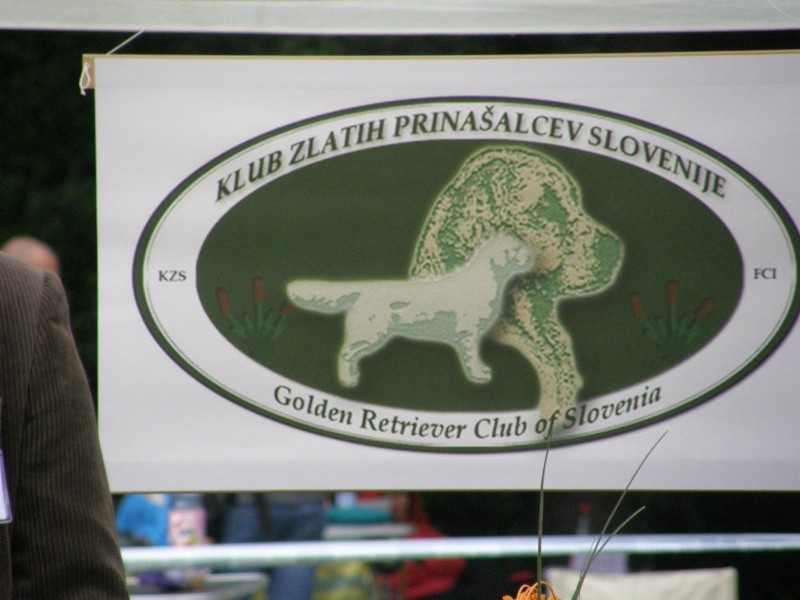 KLUB ZLATIH PRINAŠALCEV SLOVENIJE
KZS
FCI
Golden Retriever Club of Slovenia